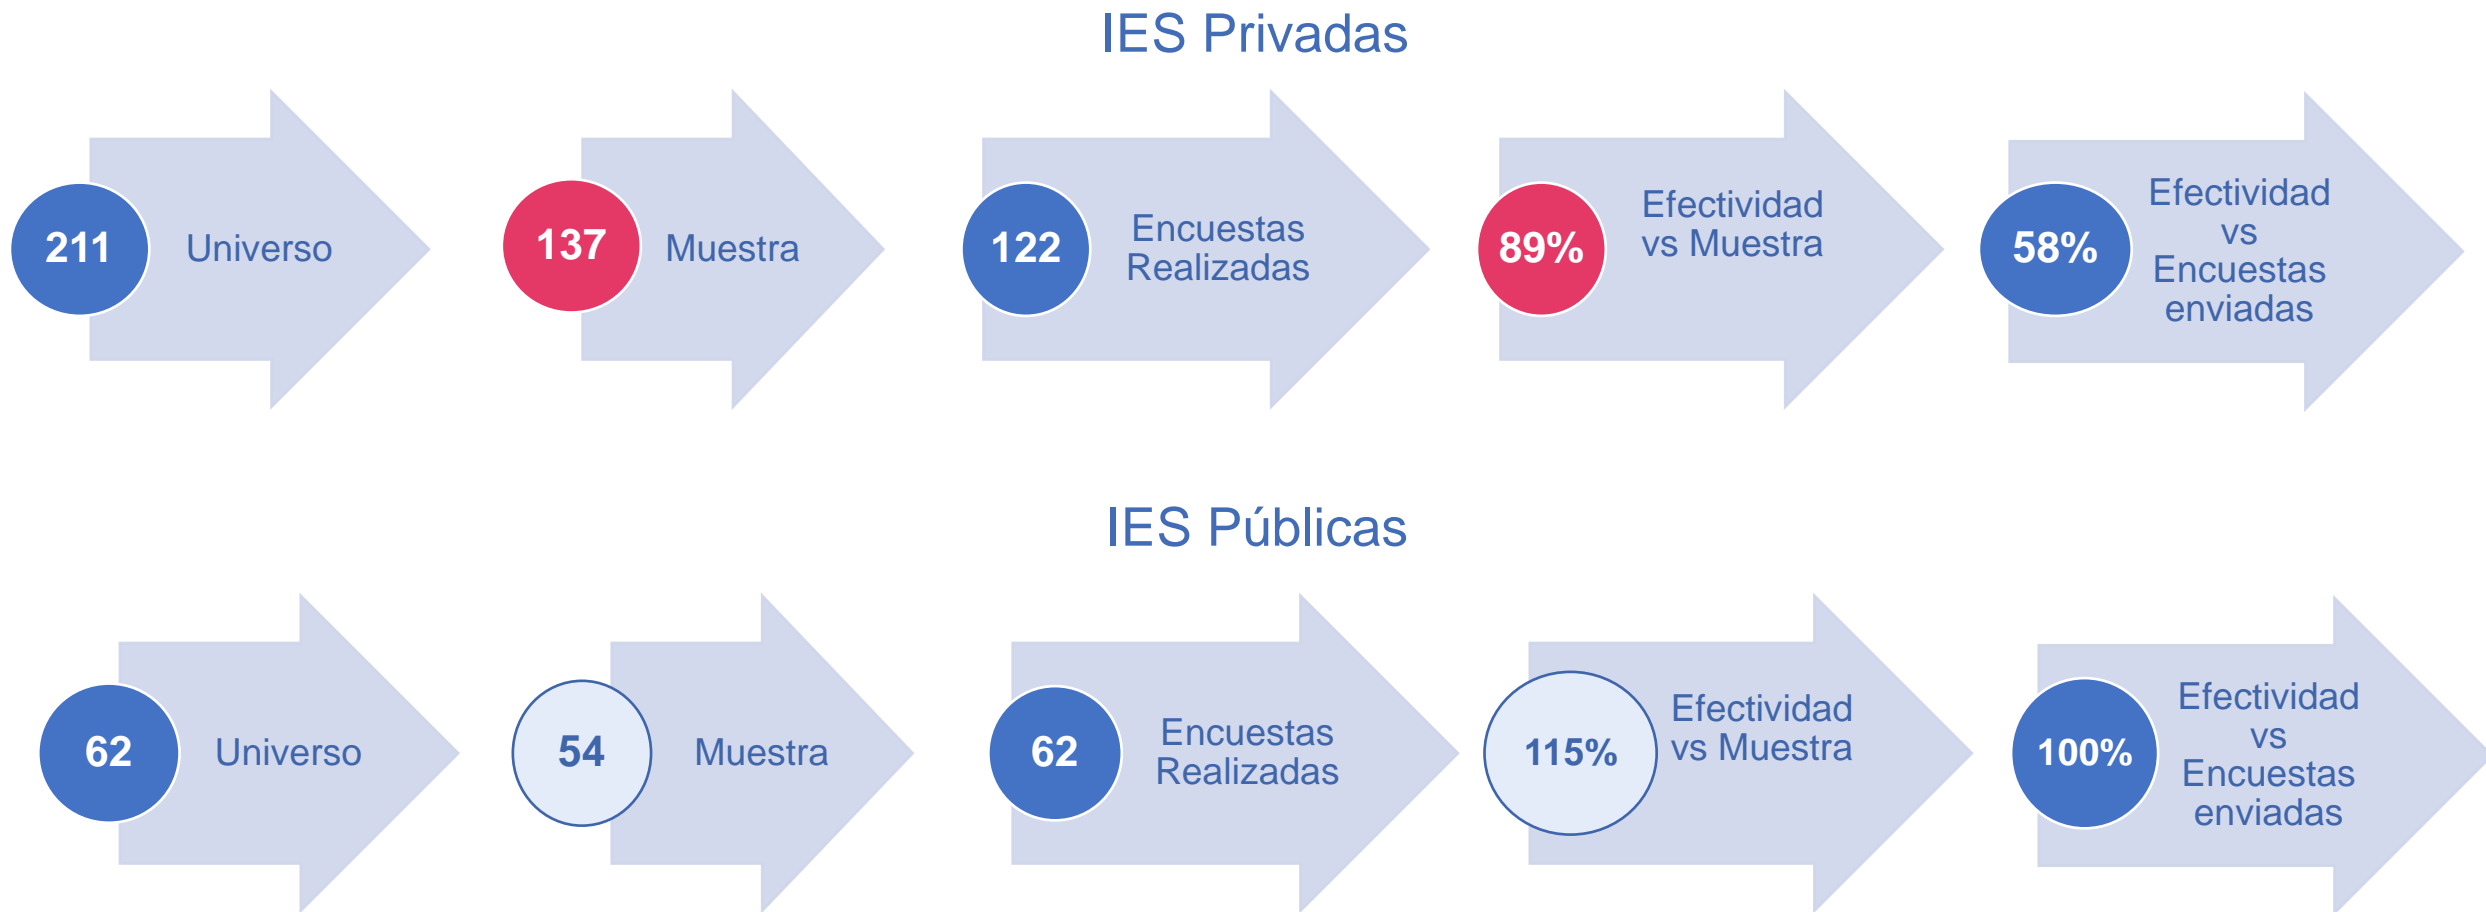 IES Privadas
211
Universo
137
Muestra
122
Encuestas
Realizadas
89%
Efectividad
vs Muestra
58%
Efectividad
vs
Encuestas
enviadas
IES Públicas
62
Universo
54
Muestra
62
Encuestas
Realizadas
115%
Efectividad
vs Muestra
100%
Efectividad
vs
Encuestas
enviadas